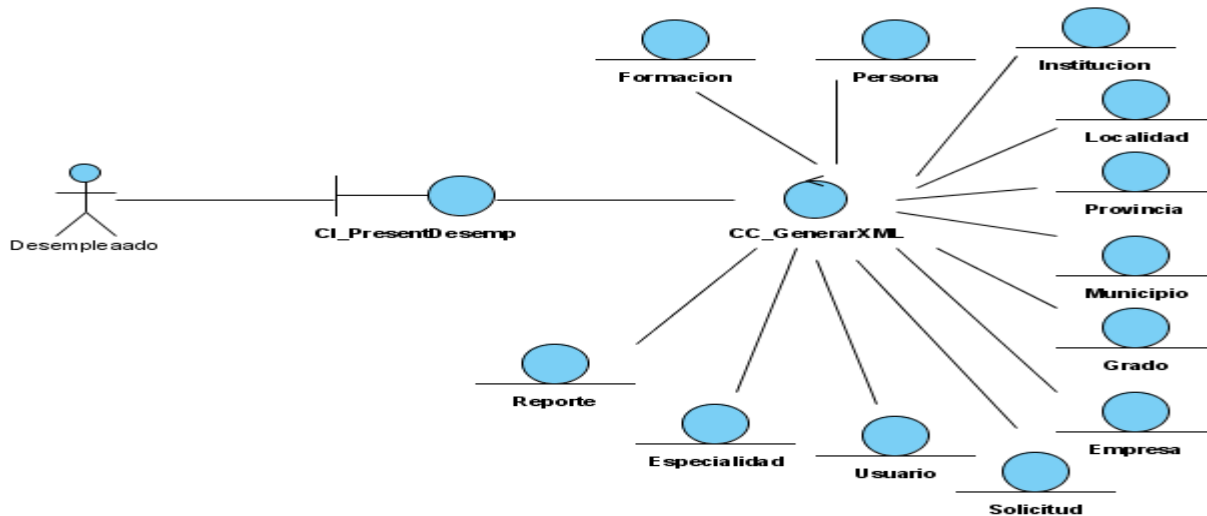 Formacion
Persona
Institucion
Localidad
Provincia
Desempleaado
CI_PresentDesemp
CC_GenerarXML
Municipio
Grado
Reporte
Especialidad
Usuario
Empresa
Solicitud